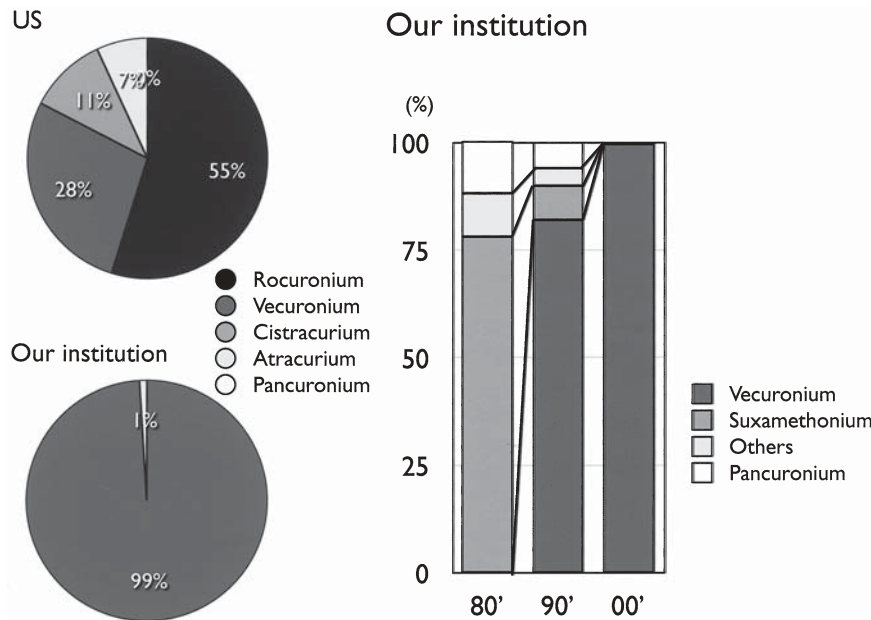 US
7%
11%
55%
28%
Rocuronium
Vecuronium
Cistracurium
Atracurium
Pancuronium
Our institution
1%
99%
Our institution
(%)
100
75
50
25
0
80’
90’
00’
Vecuronium
Suxamethonium
Others
Pancuronium